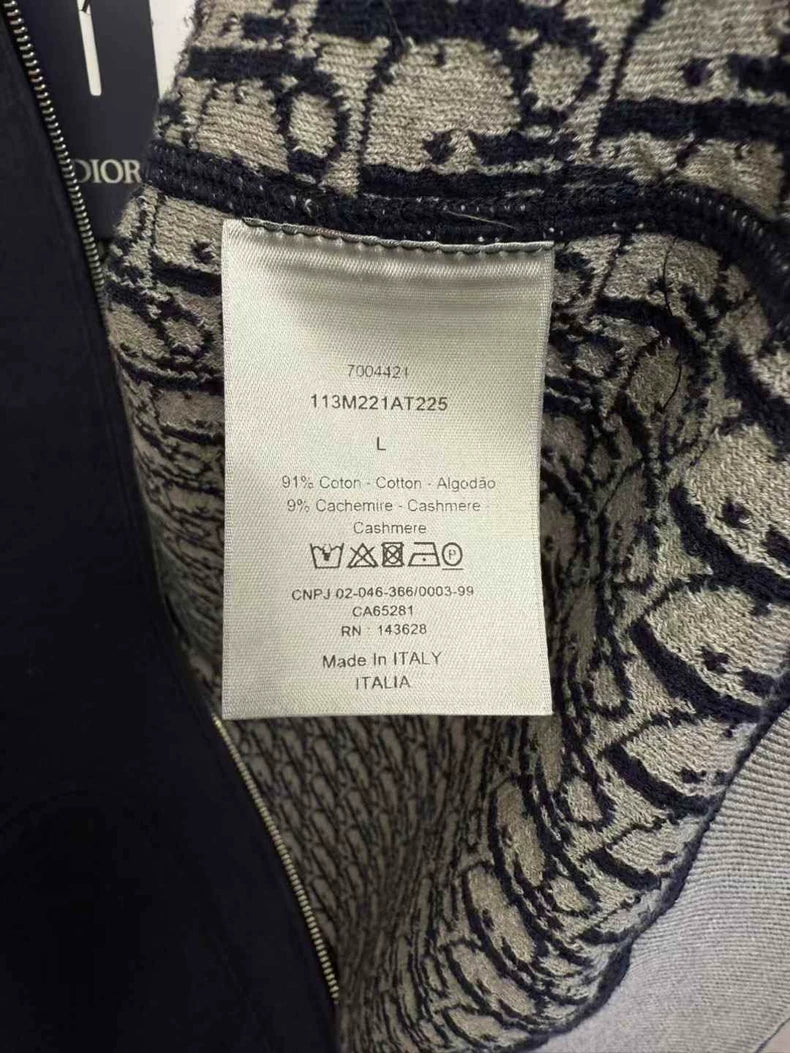 DIOR
7004421
113M221AT225
L
91% Coton - Cotton - Algodão
9% Cachemire - Cashmere -
Cashmere
P
CNPJ 02-046-366/0003-99
CA65281
RN : 143628
Made In ITALY
ITALIA